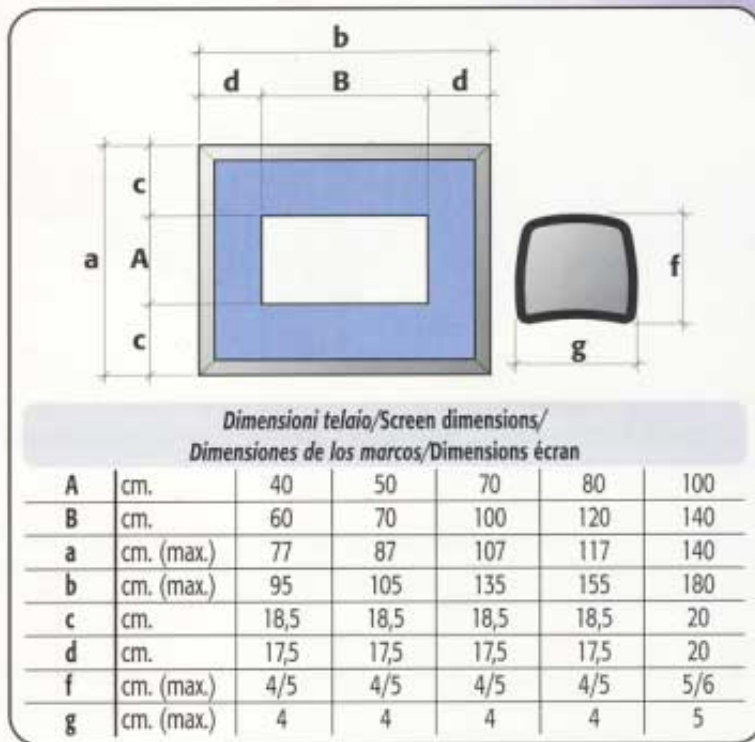 b
d B d
c
a A f
c
g
Dimensioni telaio/Screen dimensions/
Dimensiones de los marcos/Dimensions écran
A cm. 40 50 70 80 100
B cm. 60 70 100 120 140
a cm. (max.) 77 87 107 117 140
b cm. (max.) 95 105 135 155 180
c cm. 18,5 18,5 18,5 18,5 20
d cm. 17,5 17,5 17,5 17,5 20
f cm. (max.) 4/5 4/5 4/5 4/5 5/6
g cm. (max.) 4 4 4 4 5